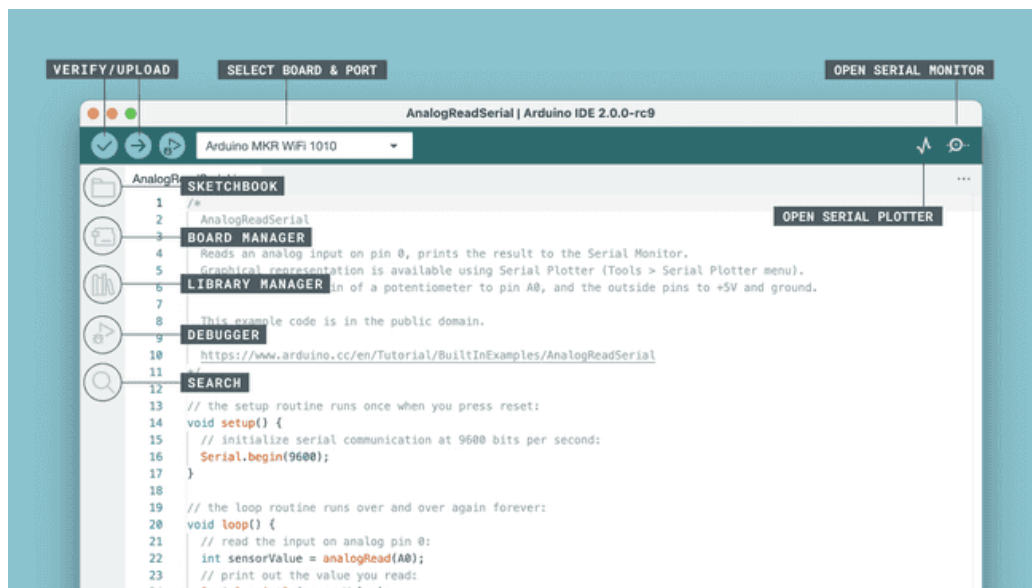 VERIFY/UPLOAD
SELECT BOARD & PORT
OPEN SERIAL MONITOR
AnalogReadSerial | Arduino IDE 2.0.0-rc9
Arduino MKR WiFi 1010
SKETCHBOOK
OPEN SERIAL PLOTTER
1 /*
2 AnalogReadSerial
3
BOARD MANAGER
4 Reads an analog input on pin 0, prints the result to the Serial Monitor.
5 Graphical representation is available using Serial Plotter (Tools > Serial Plotter menu).
LIBRARY MANAGER
6 of a potentiometer to pin A0, and the outside pins to +5V and ground.
7
8 This example code is in the public domain.
DEBUGGER
9
10 https://www.arduino.cc/en/Tutorial/BuiltInExamples/AnalogReadSerial
11 */
SEARCH
12
13 // the setup routine runs once when you press reset:
14 void setup() {
15 // initialize serial communication at 9600 bits per second:
16 Serial.begin(9600);
17 }
18
19 // the loop routine runs over and over again forever:
20 void loop() {
21 // read the input on analog pin 0:
22 int sensorValue = analogRead(A0);
23 // print out the value you read: